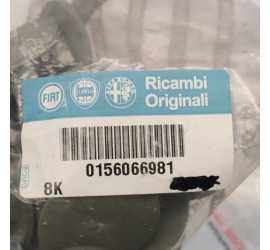 FIAT LANCIA ALFA ROMEO
Ricambi
Originali
0156066981
8K